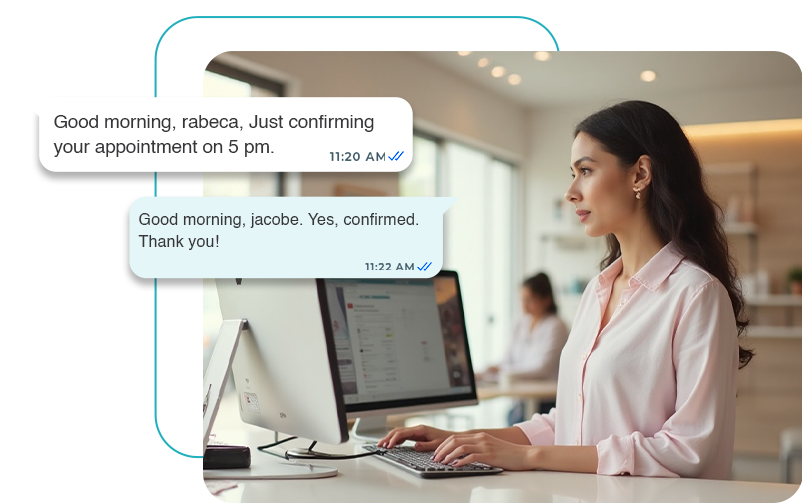 Good morning, rabeca, Just confirming
your appointment on 5 pm.
11:20 AM
Good morning, jacobe. Yes, confirmed.
Thank you!
11:22 AM